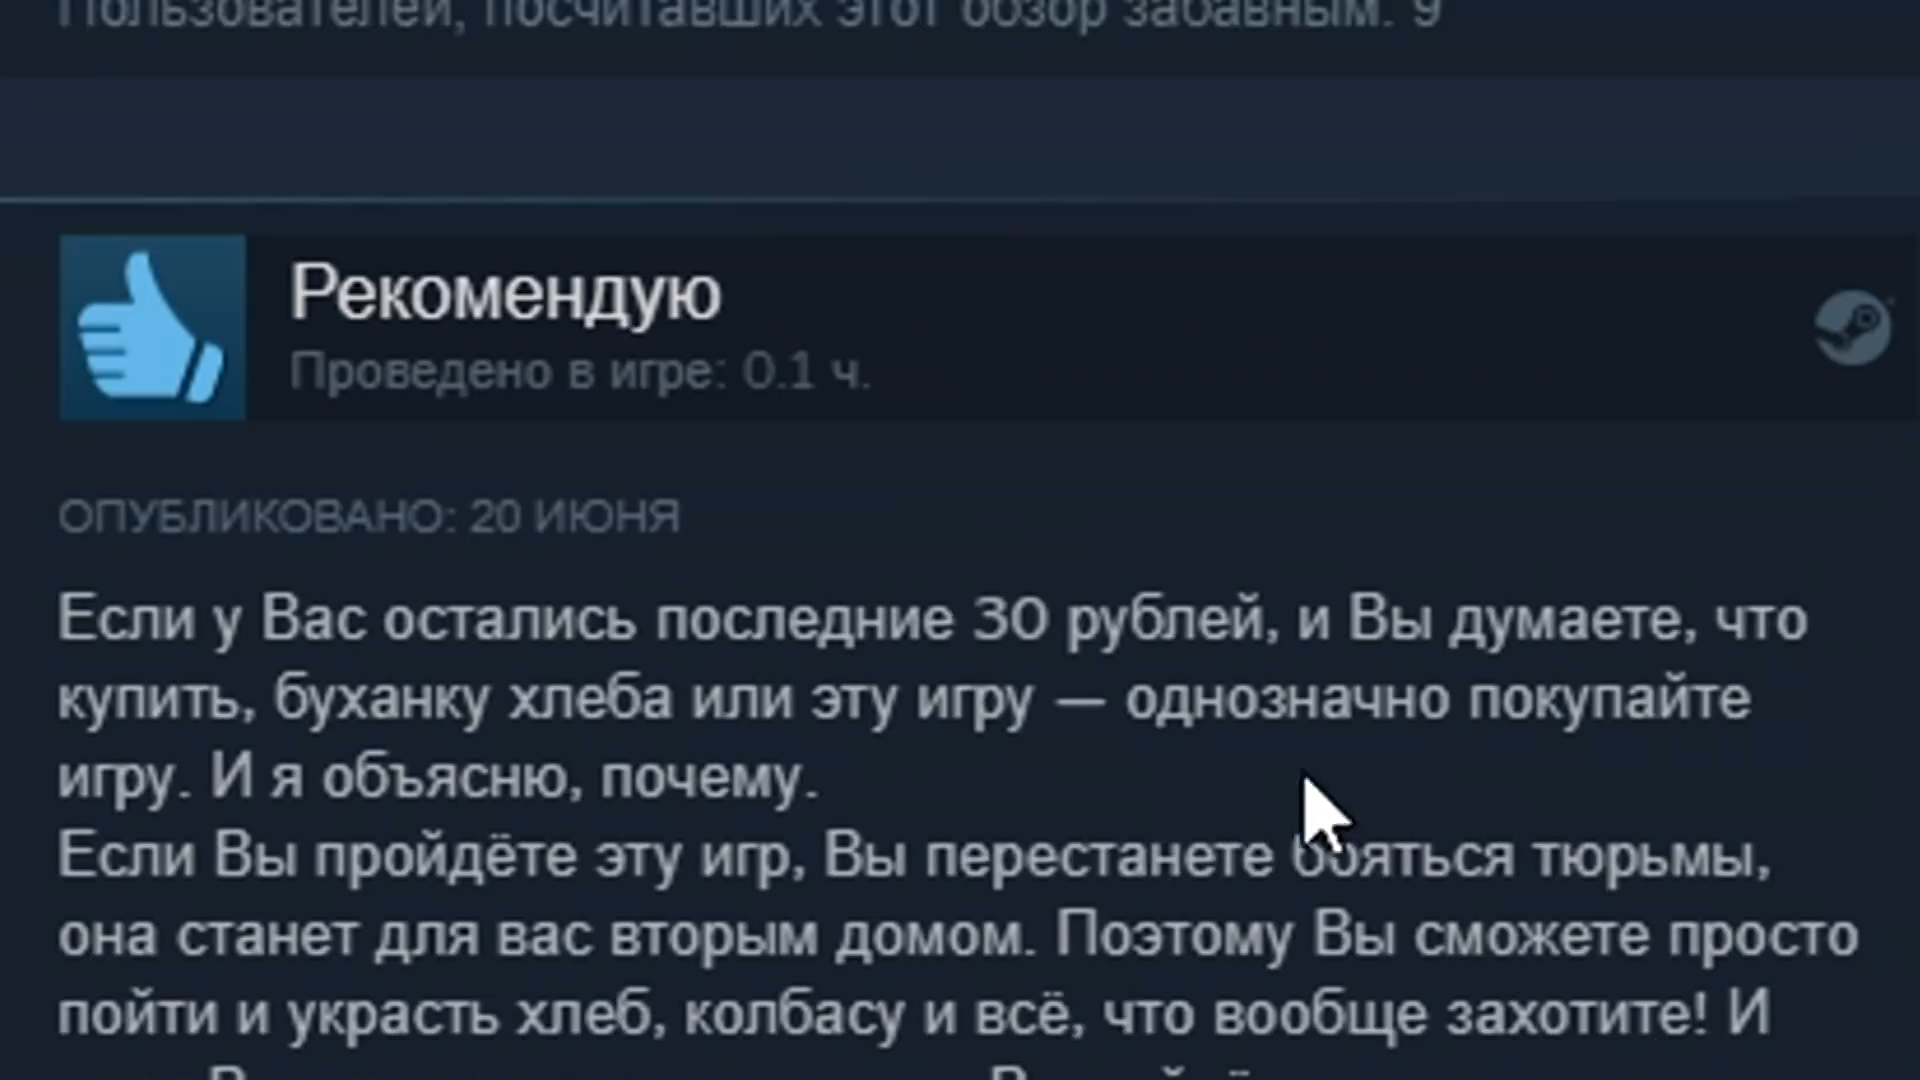 Пользователей, посчитавших этот обзор забавным: 9
Рекомендую
Проведено в игре: 0.1 ч.
ОПУБЛИКОВАНО: 20 ИЮНЯ
Если у Вас остались последние 30 рублей, и Вы думаете, что
купить, буханку хлеба или эту игру — однозначно покупайте
игру. И я объясню, почему.
Если Вы пройдёте эту игр, Вы перестанете бояться тюрьмы,
она станет для вас вторым домом. Поэтому Вы сможете просто
пойти и украсть хлеб, колбасу и всё, что вообще захотите! И